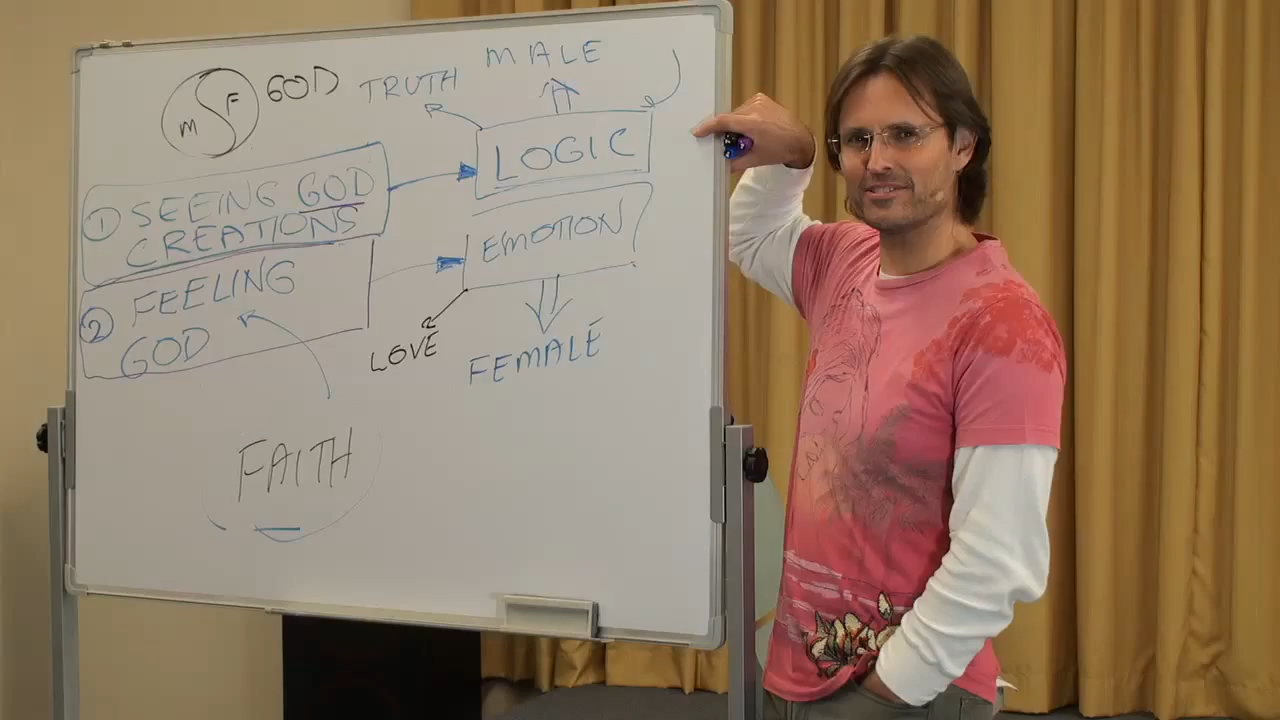 M F GOD
TRUTH
MALE
LOGIC
① SEEING GOD
CREATIONS
EMOTION
② FEELING
GOD
LOVE
FEMALE
FAITH